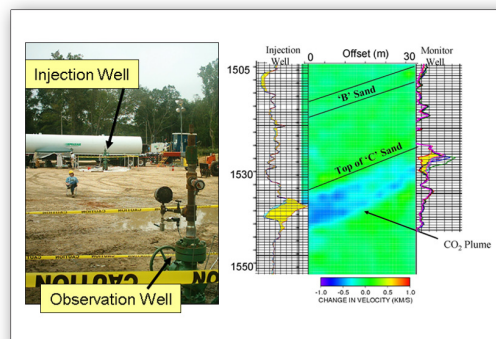 Injection Well
CAUTION
Observation Well
Injection
Well
Offset (m)
Monitor
Well
0
30
1505
'B' Sand
Top of 'C' Sand
1530
CO₂ Plume
1550
-1.0
-0.5
0.0
0.5
1.0
CHANGE IN VELOCITY (KM/S)